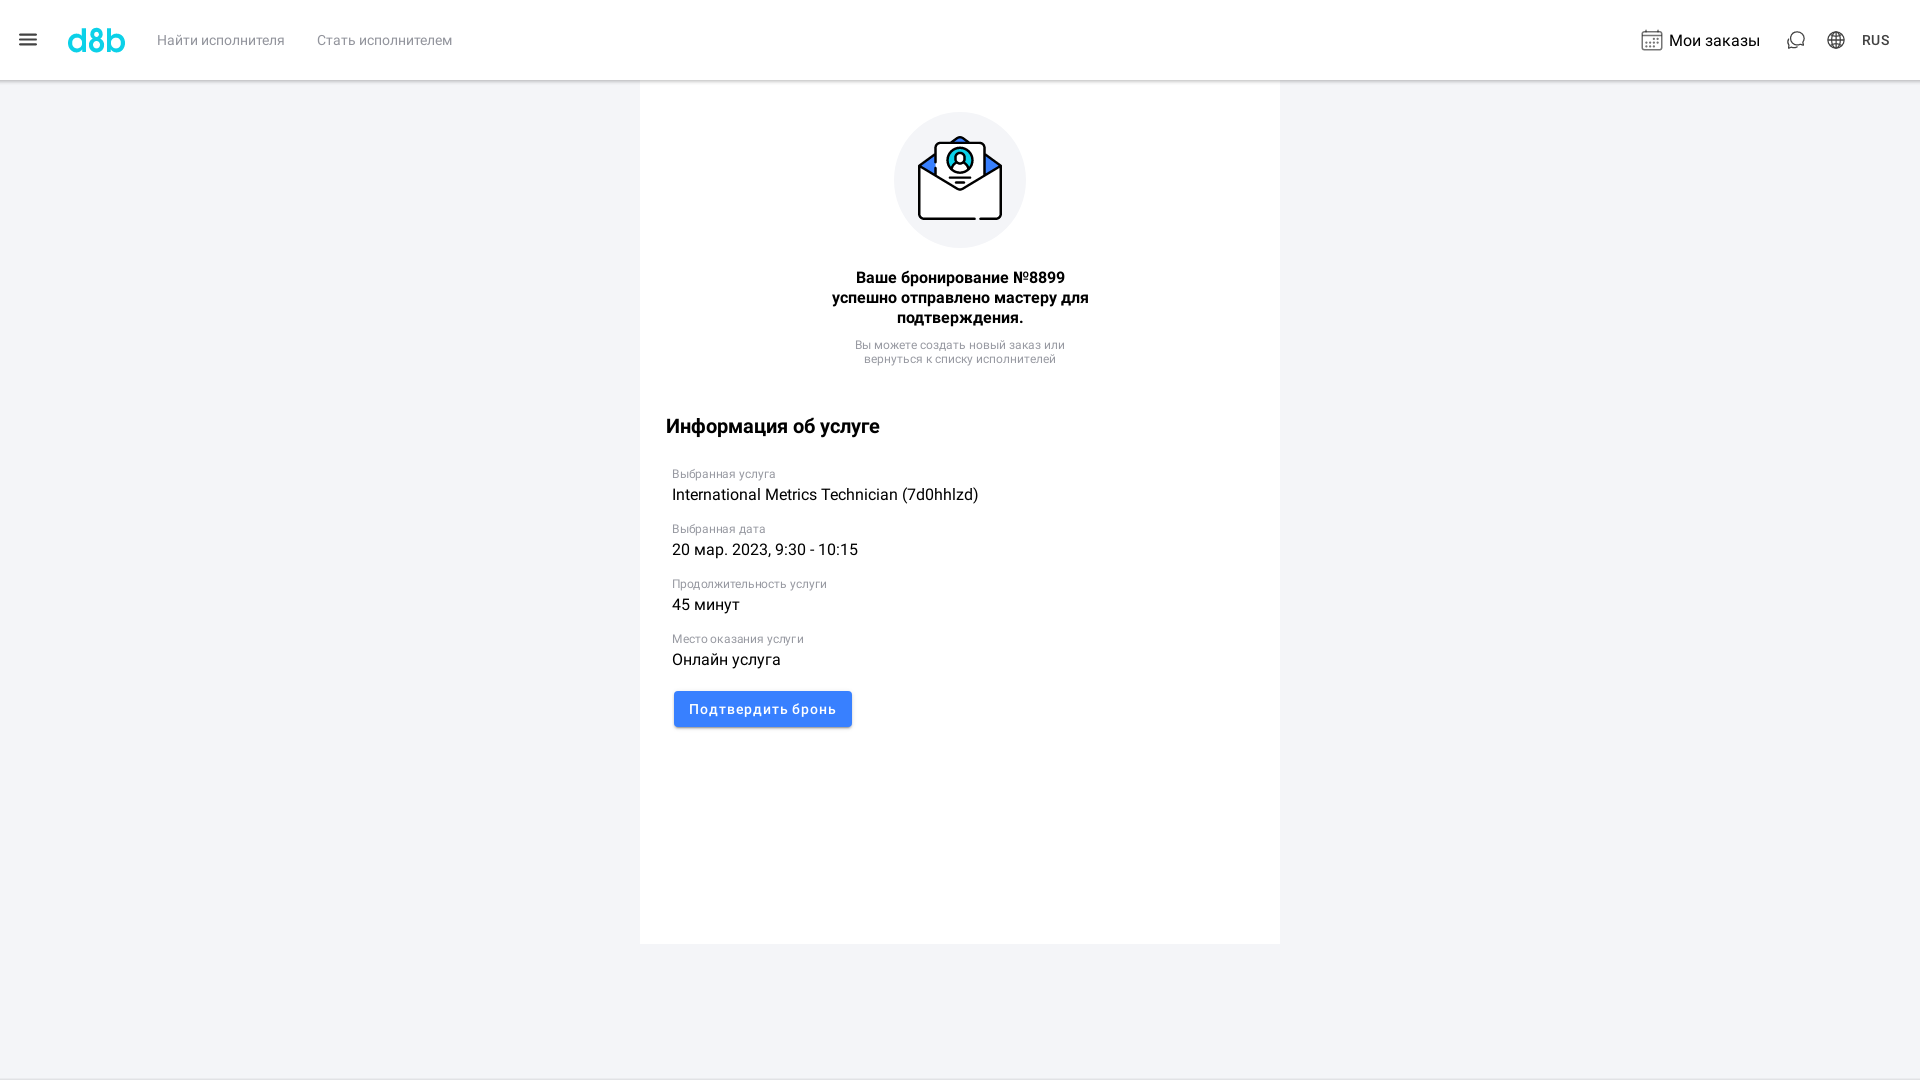 d8b
Найти исполнителя
Стать исполнителем
Мои заказы
RUS
Ваше бронирование №8899
успешно отправлено мастеру для
подтверждения.
Вы можете создать новый заказ или
вернуться к списку исполнителей
Информация об услуге
Выбранная услуга
International Metrics Technician (7d0hhlzd)
Выбранная дата
20 мар. 2023, 9:30 - 10:15
Продолжительность услуги
45 минут
Место оказания услуги
Онлайн услуга
Подтвердить бронь